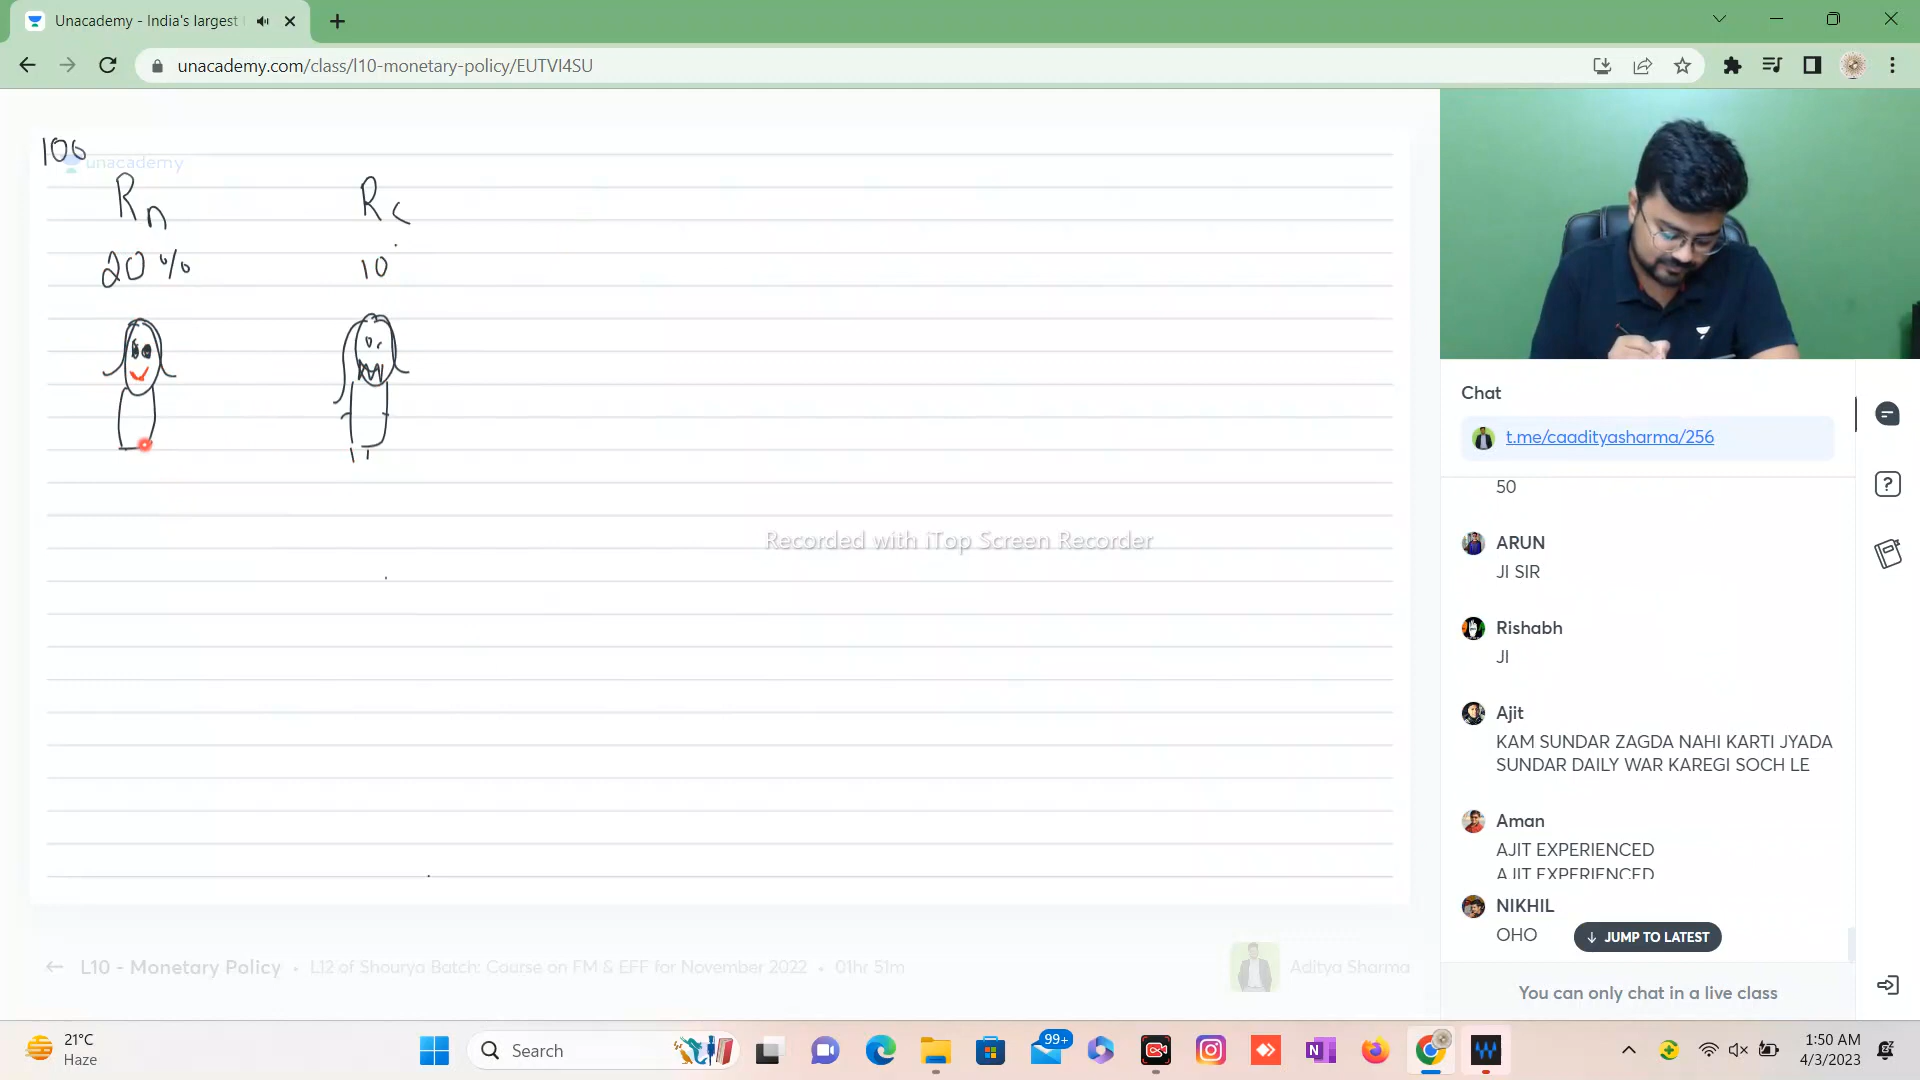 Unacademy - India's largest
unacademy.com/class/l10-monetary-policy/EUTVI4SU
100
unacademy
Rn Rc
20% 10
Recorded with iTop Screen Recorder
L10 - Monetary Policy • L12 of Shourya Batch: Course on FM & EFF for November 2022 • 01hr 51m
Aditya Sharma
Chat
t.me/caadityasharma/256
50
ARUN
JI SIR
Rishabh
JI
Ajit
KAM SUNDAR ZAGDA NAHI KARTI JYADA
SUNDAR DAILY WAR KAREGI SOCH LE
Aman
AJIT EXPERIENCED
AJIT EXPERIENCED
NIKHIL
OHO
JUMP TO LATEST
You can only chat in a live class
21°C
Haze
Search
99+
1:50 AM
4/3/2023